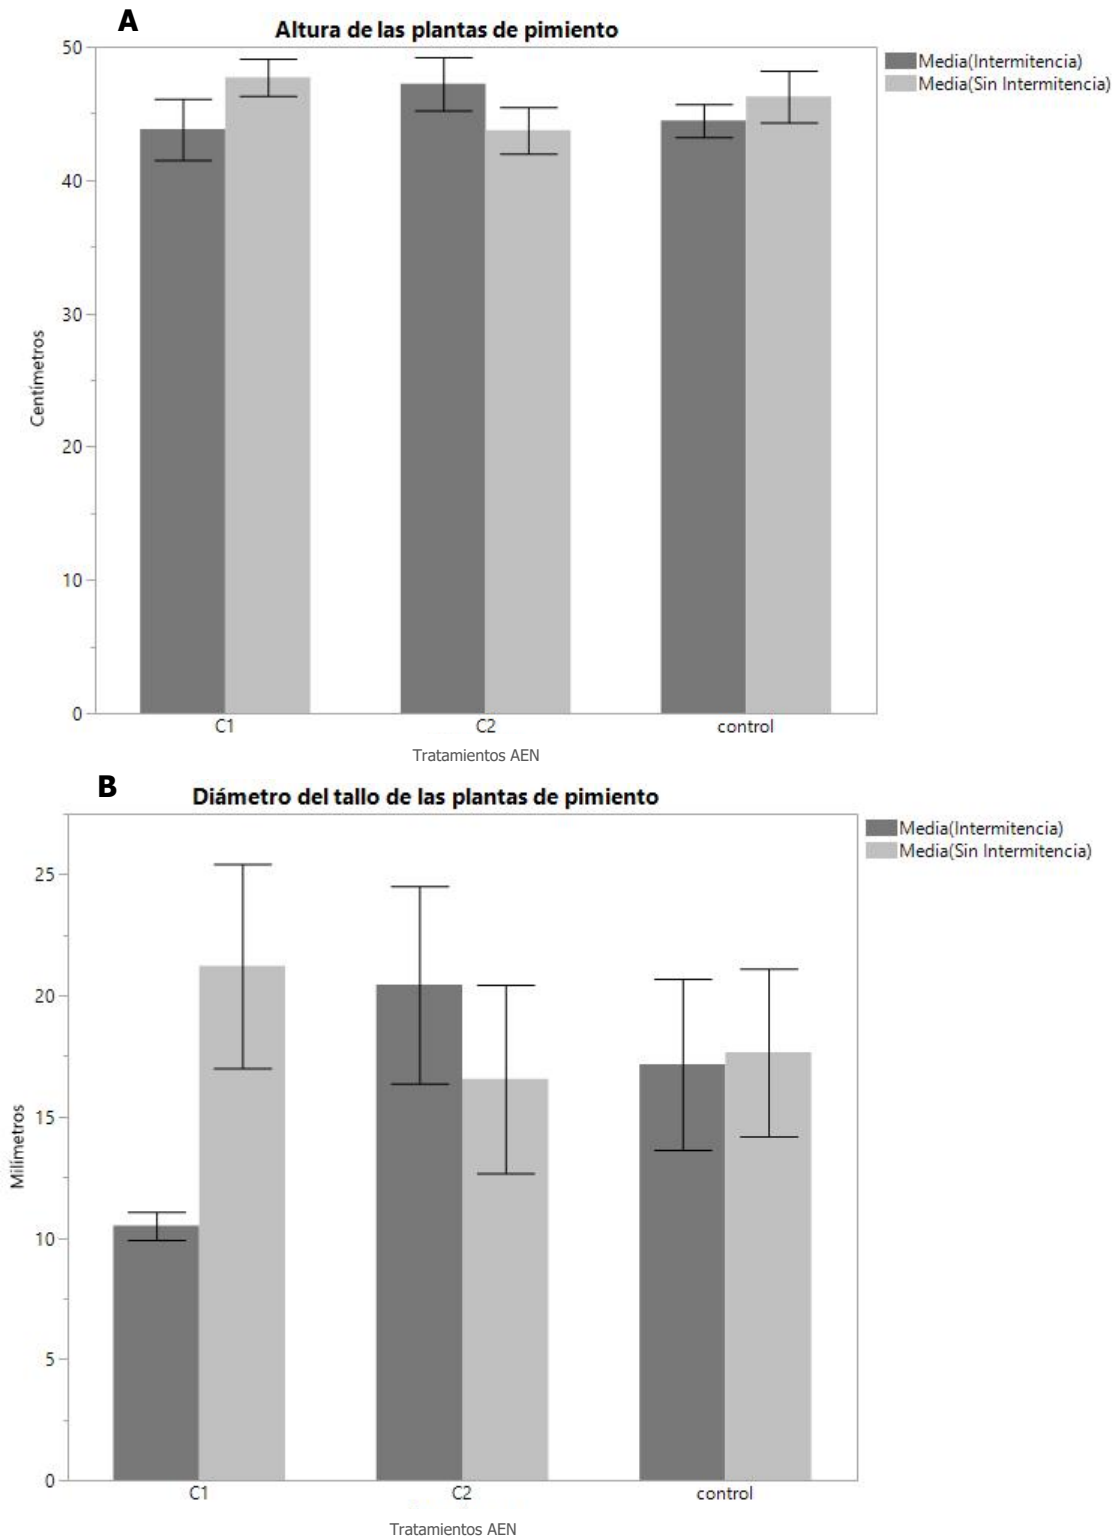 A
Altura de las plantas de pimiento
Media(Intermitencia)
Media(Sin Intermitencia)
50
40
30
20
10
0
Centímetros
C1 C2 control
Tratamientos AEN
B
Diámetro del tallo de las plantas de pimiento
Media(Intermitencia)
Media(Sin Intermitencia)
25
20
15
10
5
0
Milímetros
C1 C2 control
Tratamientos AEN